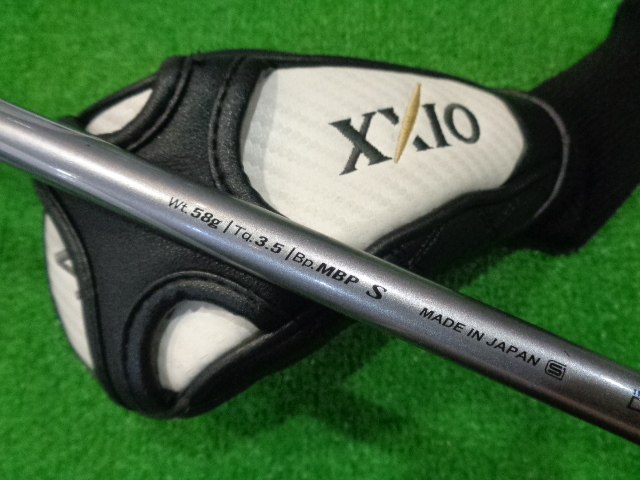 XXIO
Wt. 58g / Tq. 3.5 / Bp. MBP S
MADE IN JAPAN S